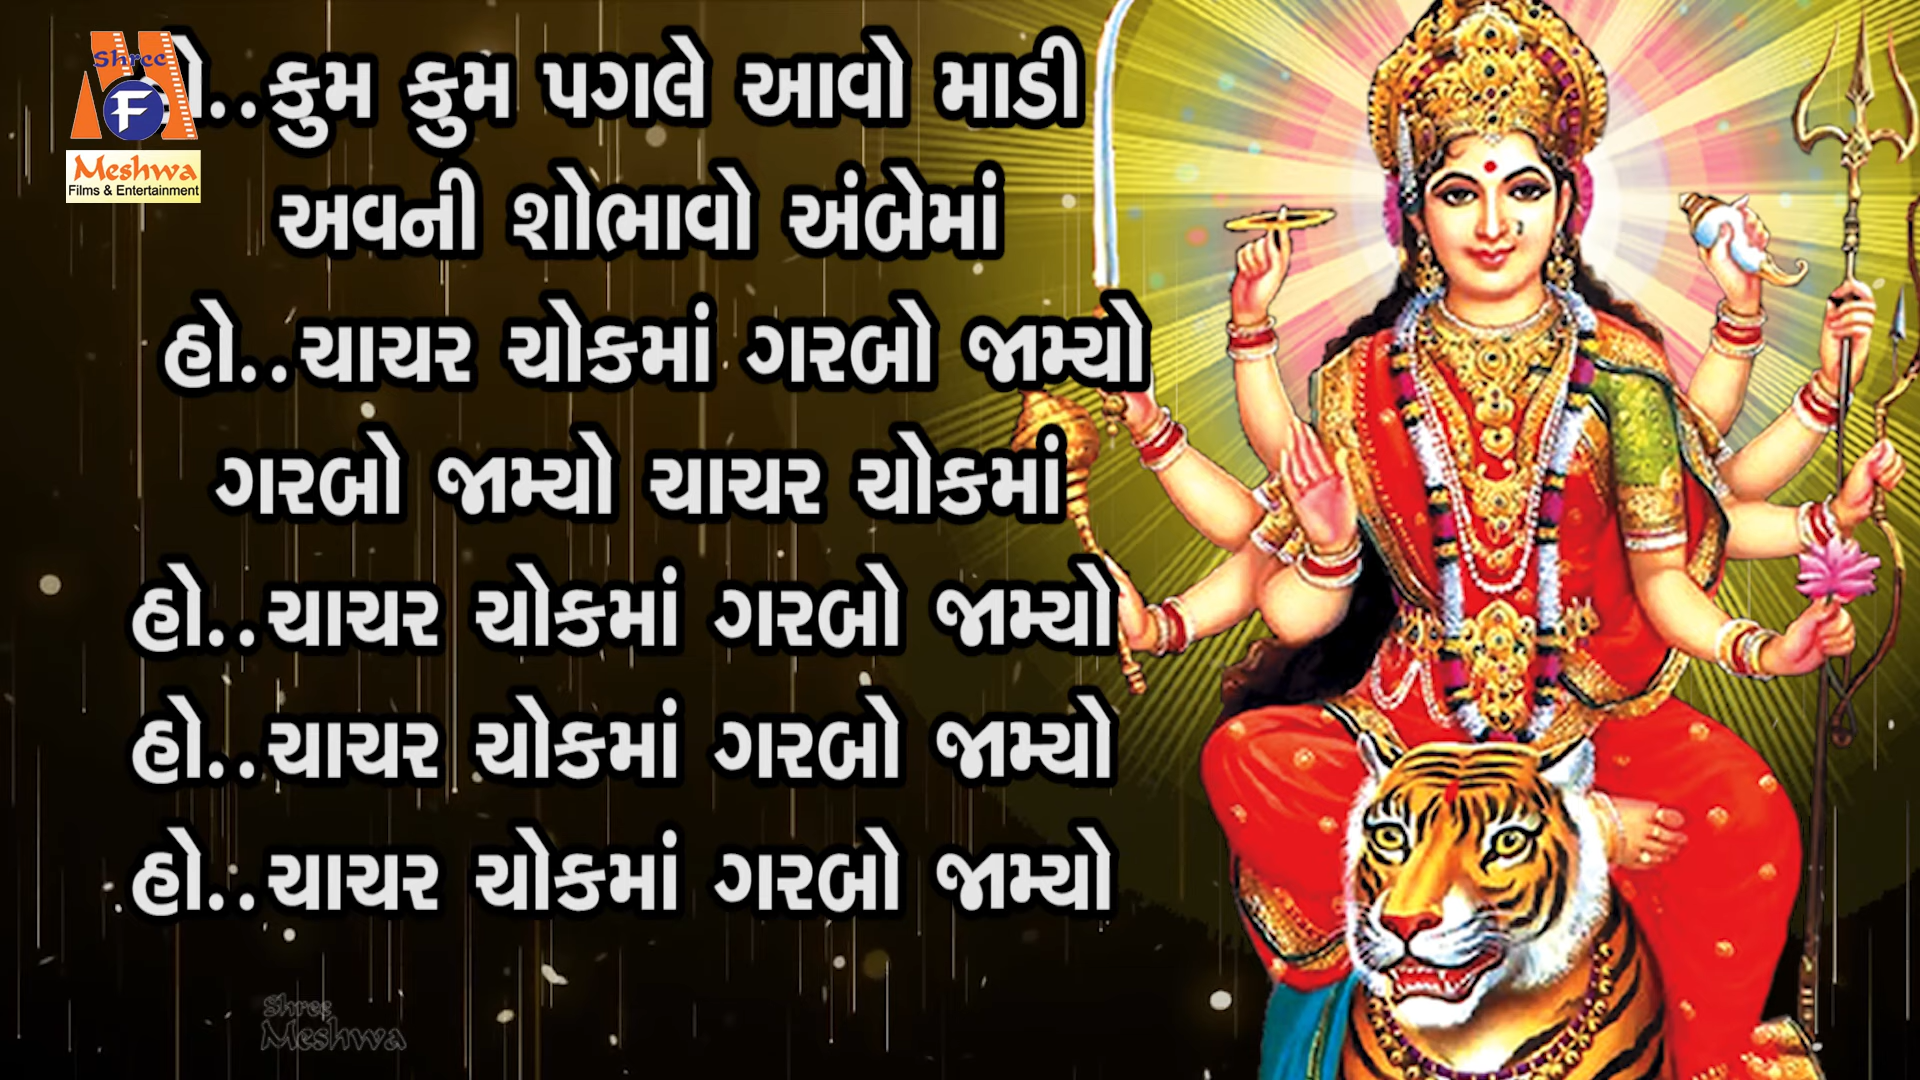 Shree
F
Meshwa
Films & Entertainment
..કુમ કુમ પગલે આવો માડી
અવની શોભાવો અંબેમાં
હો..ચાચર ચોકમાં ગરબો જામ્યો
ગરબો જામ્યો ચાચર ચોકમાં
હો..ચાચર ચોકમાં ગરબો જામ્યો
હો..ચાચર ચોકમાં ગરબો જામ્યો
હો..ચાચર ચોકમાં ગરબો જામ્યો
Shree
Meshwa